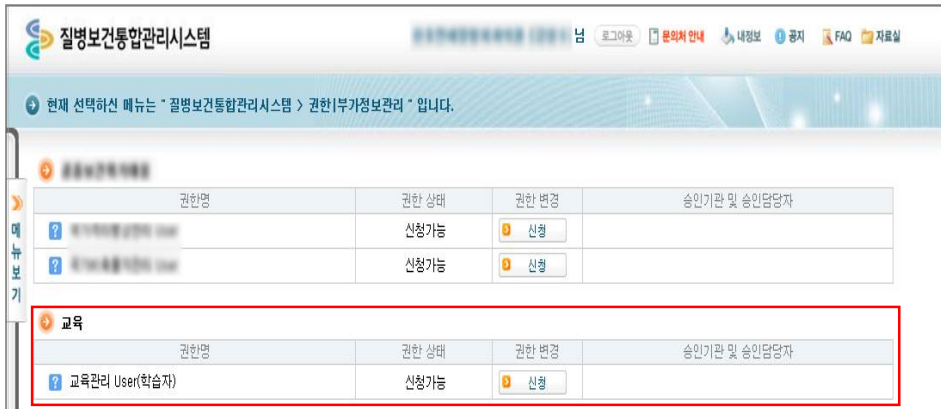 질병보건통합관리시스템
님 로그아웃 문의처 안내 내정보 공지 FAQ 자료실
현재 선택하신 메뉴는 " 질병보건통합관리시스템 > 권한|부가정보관리 " 입니다.
메뉴보기
권한명 권한 상태 권한 변경 승인기관 및 승인담당자
User 신청가능 신청
User 신청가능 신청
교육
권한명 권한 상태 권한 변경 승인기관 및 승인담당자
교육관리 User(학습자) 신청가능 신청